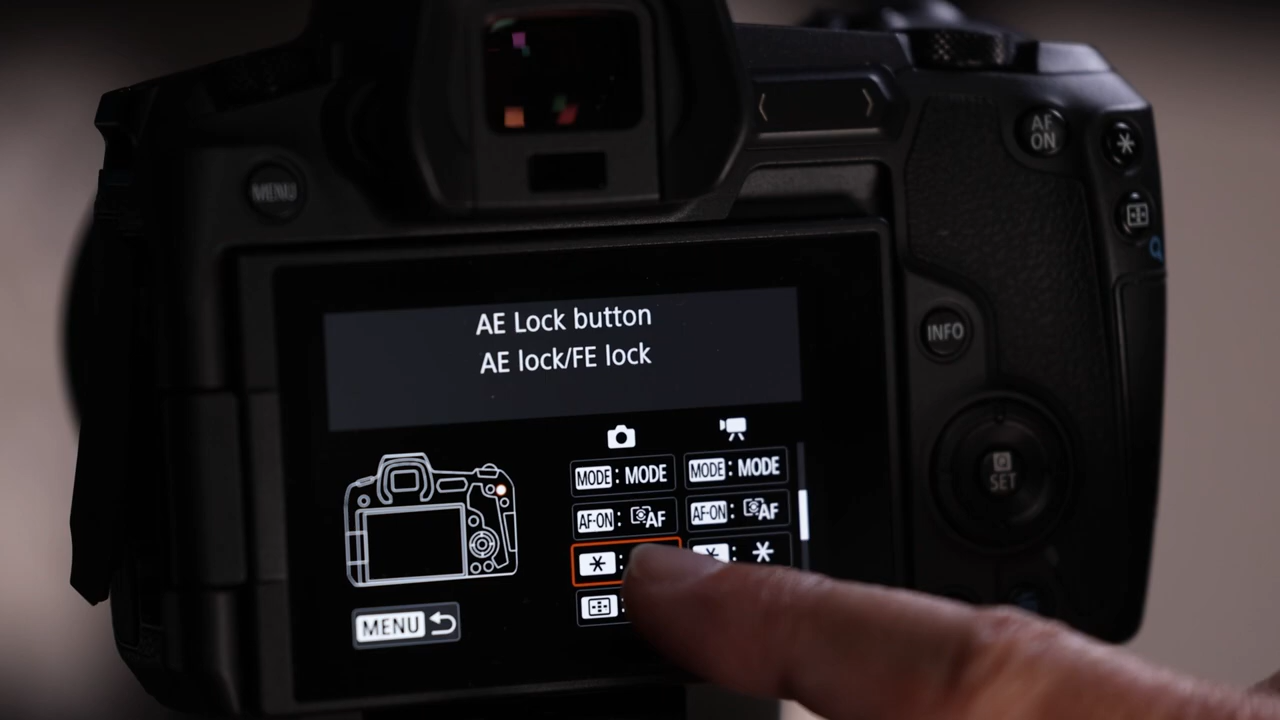 AF
ON
MENU
INFO
Q
SET
AE Lock button
AE lock/FE lock
MODE: MODE MODE: MODE
AF-ON: AF AF-ON: AF
*: *: *
MENU